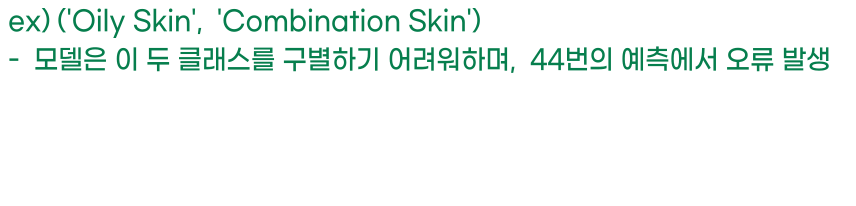 ex) ('Oily Skin', 'Combination Skin')
- 모델은 이 두 클래스를 구별하기 어려워하며, 44번의 예측에서 오류 발생